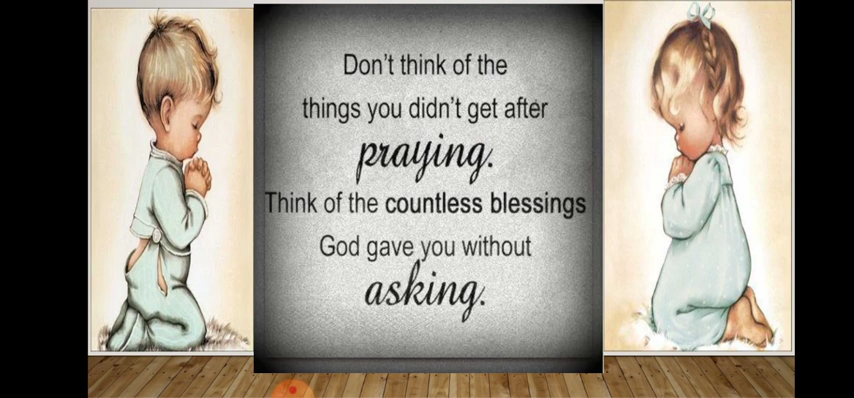 Don't think of the
things you didn't get after
praying.
Think of the countless blessings
God gave you without
asking.